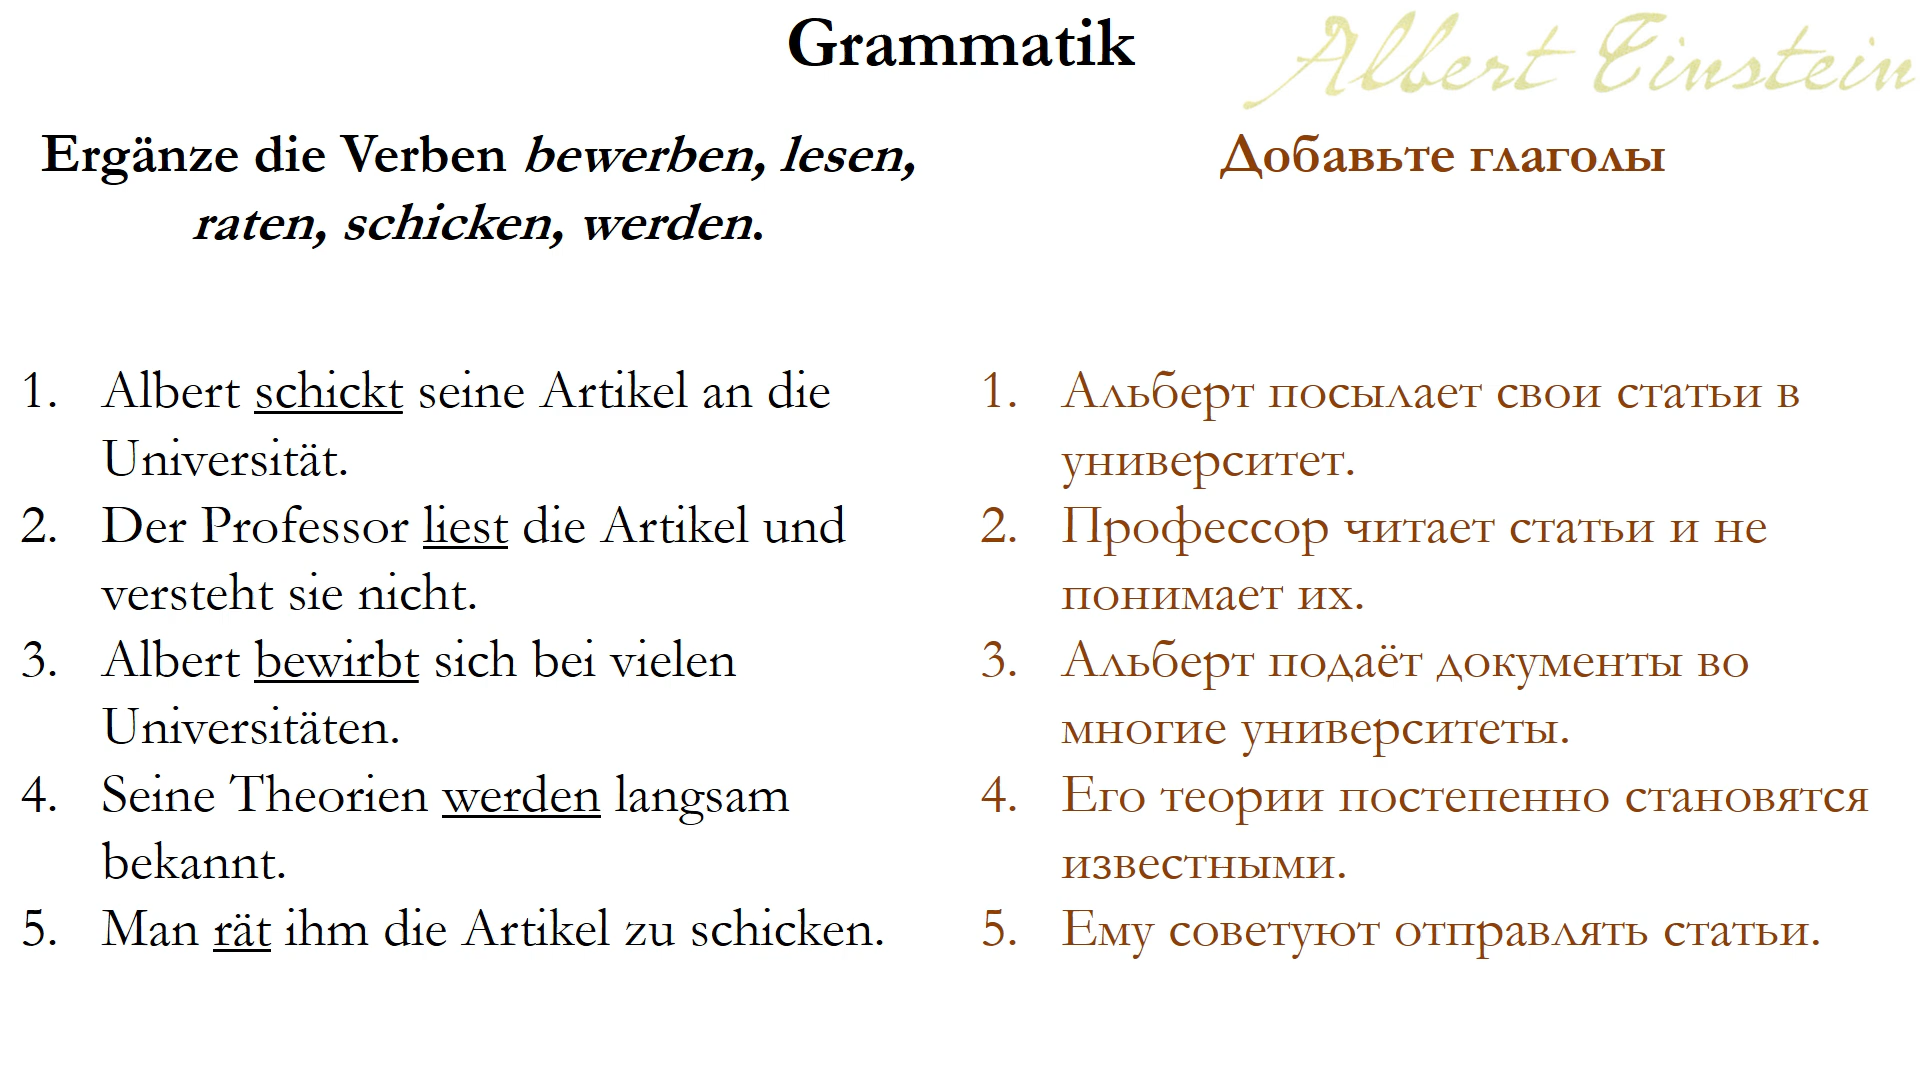 Grammatik
Albert Einstein
Ergänze die Verben bewerben, lesen,
raten, schicken, werden.
1. Albert schickt seine Artikel an die
Universität.
2. Der Professor liest die Artikel und
versteht sie nicht.
3. Albert bewirbt sich bei vielen
Universitäten.
4. Seine Theorien werden langsam
bekannt.
5. Man rät ihm die Artikel zu schicken.
Добавьте глаголы
1. Альберт посылает свои статьи в
университет.
2. Профессор читает статьи и не
понимает их.
3. Альберт подаёт документы во
многие университеты.
4. Его теории постепенно становятся
известными.
5. Ему советуют отправлять статьи.